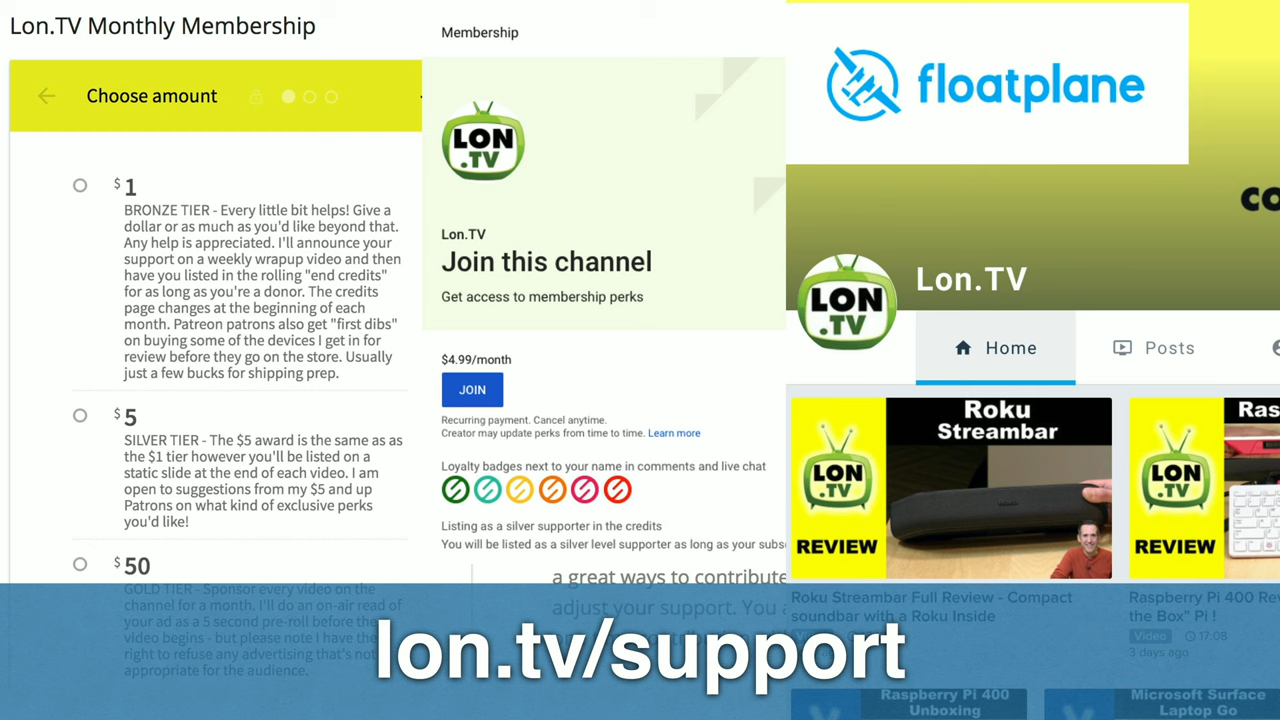 Lon.TV Monthly Membership
Choose amount
$ 1
BRONZE TIER - Every little bit helps! Give a
dollar or as much as you'd like beyond that.
Any help is appreciated. I'll announce your
support on a weekly wrapup video and then
have you listed in the rolling "end credits"
for as long as you're a donor. The credits
page changes at the beginning of each
month. Patreon patrons also get "first dibs"
on buying some of the devices I get in for
review before they go on the store. Usually
just a few bucks for shipping prep.
$ 5
SILVER TIER - The $5 award is the same as as
the $1 tier however you'll be listed on a
static slide at the end of each video. I am
open to suggestions from my $5 and up
Patrons on what kind of exclusive perks
you'd like!
$ 50
GOLD TIER - Sponsor every video on the
channel for a month. I'll do an on-air read of
your ad as a 5 second pre-roll before the
video begins - but please note I have the
right to refuse any advertising that's not
appropriate for the audience.
Membership
LON
.TV
Lon.TV
Join this channel
Get access to membership perks
$4.99/month
JOIN
Recurring payment. Cancel anytime.
Creator may update perks from time to time. Learn more
Loyalty badges next to your name in comments and live chat
Listing as a silver supporter in the credits
You will be listed as a silver level supporter as long as your subs
a great ways to contribute
adjust your support. You a
floatplane
co
LON
.TV
Lon.TV
Home
Posts
Roku
Streambar
LON
.TV
REVIEW
Ras
LON
.TV
REVIEW
Roku Streambar Full Review - Compact
soundbar with a Roku Inside
Video
Raspberry Pi 400 Rev
the Box" Pi !
Video 17:08
3 days ago
Raspberry Pi 400
Unboxing
Microsoft Surface
Laptop Go
lon.tv/support